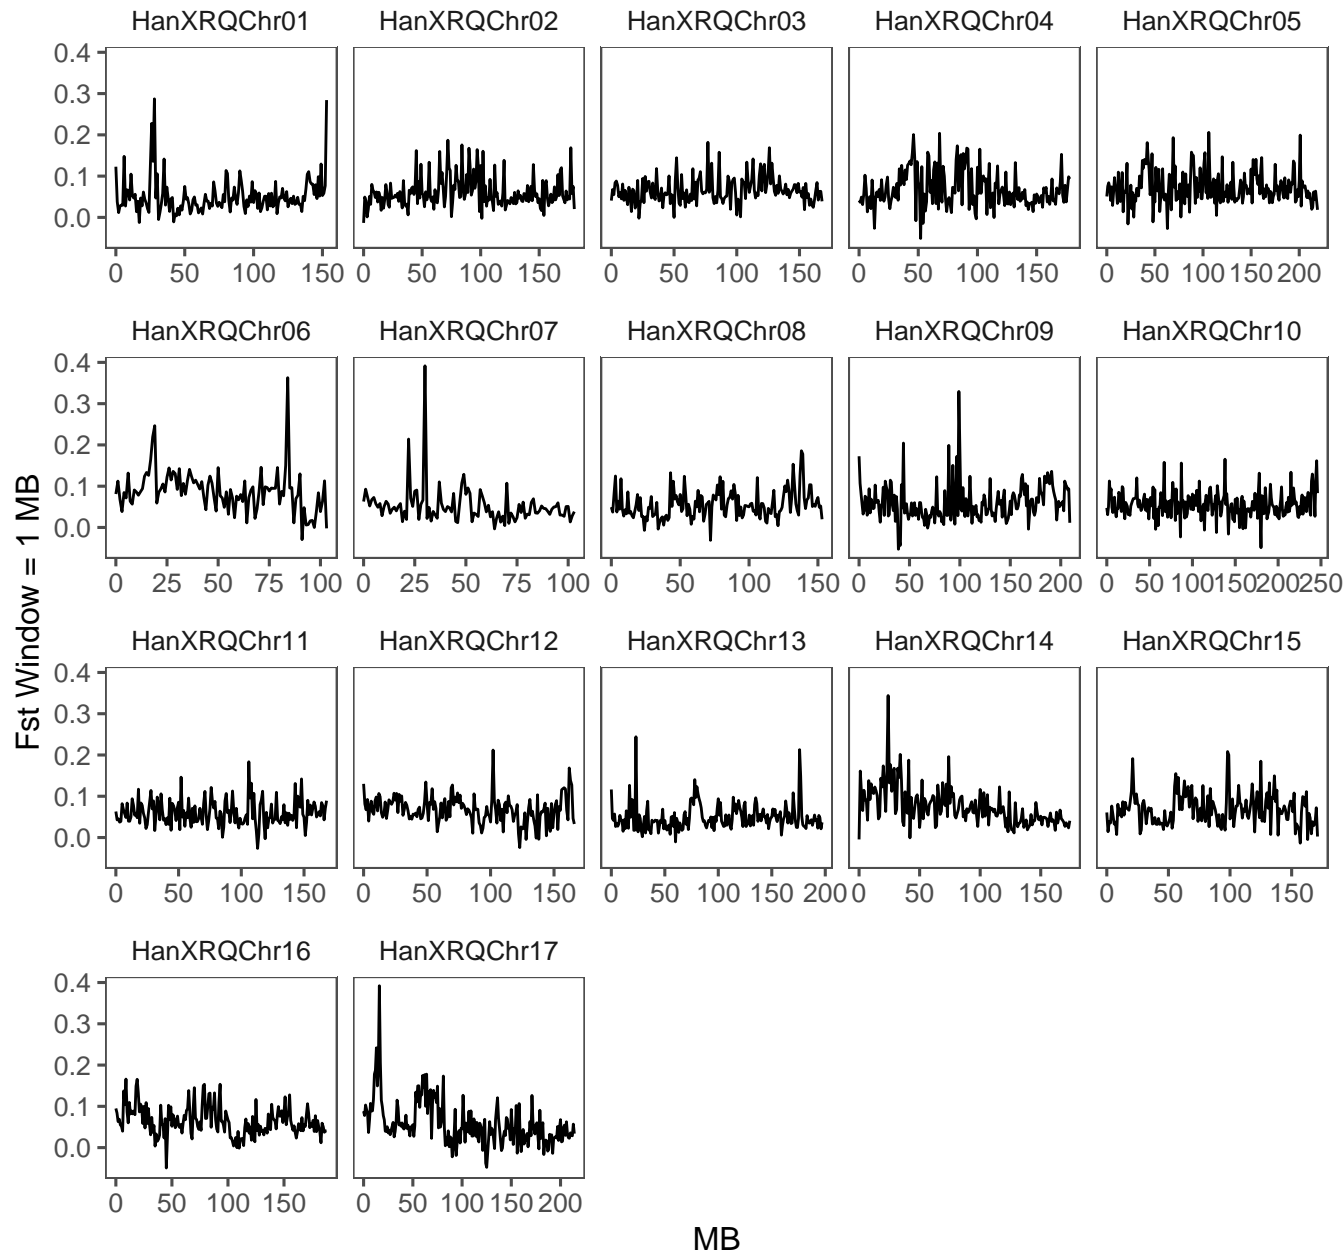 HanXRQChr01 HanXRQChr02 HanXRQChr03 HanXRQChr04 HanXRQChr05
0.4
0.3
0.2
0.1
0.0
0 50 100 150 0 50 100 150 0 50 100 150 0 50 100 150 0 50 100 150 200
HanXRQChr06 HanXRQChr07 HanXRQChr08 HanXRQChr09 HanXRQChr10
0.4
0.3
0.2
0.1
0.0
0 25 50 75 100 0 25 50 75 100 0 50 100 150 0 50 100 150 200 0 50 100 150 200 250
Fst Window = 1 MB
HanXRQChr11 HanXRQChr12 HanXRQChr13 HanXRQChr14 HanXRQChr15
0.4
0.3
0.2
0.1
0.0
0 50 100 150 0 50 100 150 0 50 100 150 200 0 50 100 150 0 50 100 150
HanXRQChr16 HanXRQChr17
0.4
0.3
0.2
0.1
0.0
0 50 100 150 0 50 100 150 200
MB